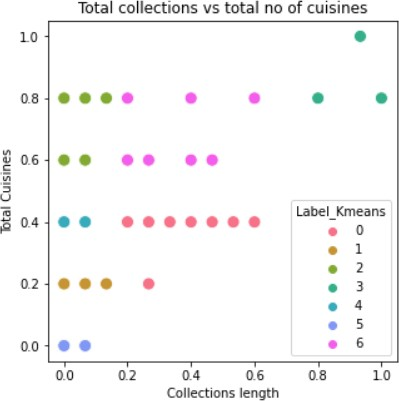 Total collections vs total no of cuisines
1.0
0.8
0.6
0.4
0.2
0.0
Total Cuisines
Label_Kmeans
0
1
2
3
4
5
6
0.0 0.2 0.4 0.6 0.8 1.0
Collections length